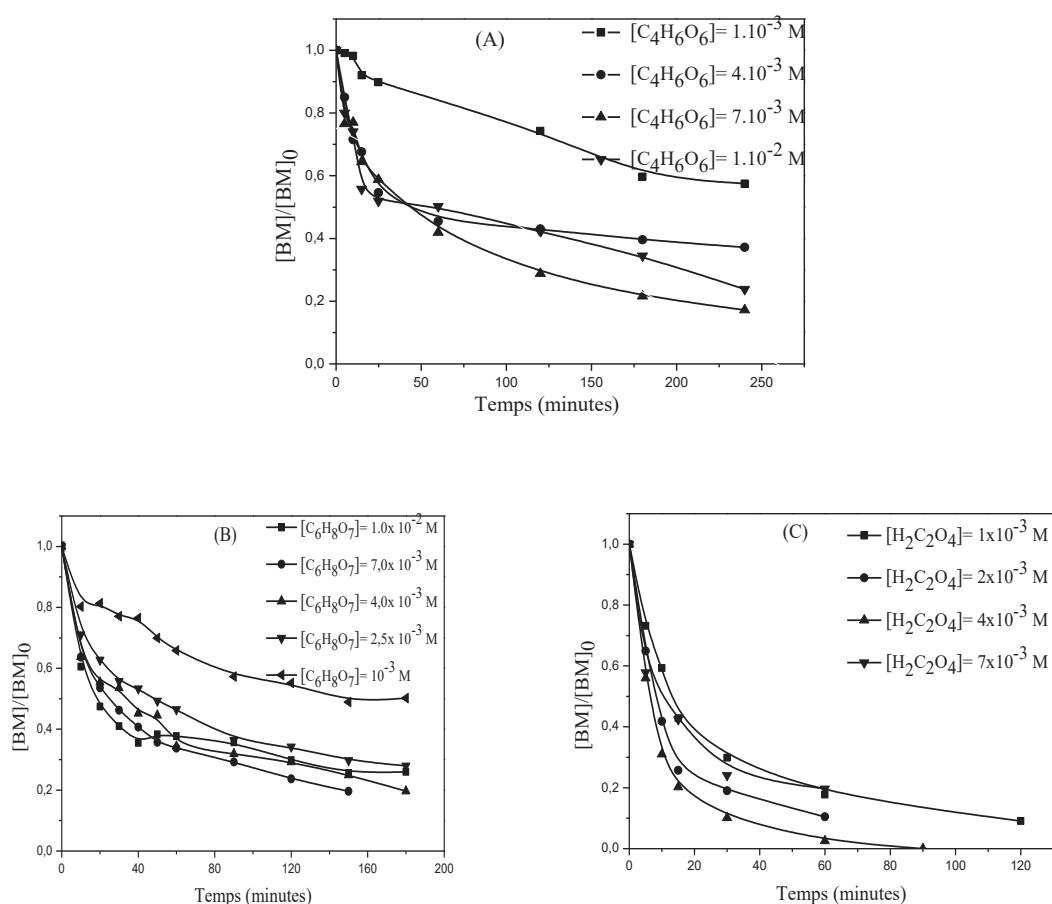 (A)
[C4H6O6]= 1.10-3 M
[C4H6O6]= 4.10-3 M
[C4H6O6]= 7.10-3 M
[C4H6O6]= 1.10-2 M
1,0
0,8
0,6
0,4
0,2
0,0
[BM]/[BM]0
0 50 100 150 200 250
Temps (minutes)
(B)
[C6H8O7]= 1.0x 10-2 M
[C6H8O7]= 7,0x 10-3 M
[C6H8O7]= 4,0x 10-3 M
[C6H8O7]= 2,5x 10-3 M
[C6H8O7]= 10-3 M
1,0
0,8
0,6
0,4
0,2
0,0
[BM]/[BM]0
0 40 80 120 160 200
Temps (minutes)
(C)
[H2C2O4]= 1x10-3 M
[H2C2O4]= 2x10-3 M
[H2C2O4]= 4x10-3 M
[H2C2O4]= 7x10-3 M
1,0
0,8
0,6
0,4
0,2
0,0
[BM]/[BM]0
0 20 40 60 80 100 120
Temps (minutes)